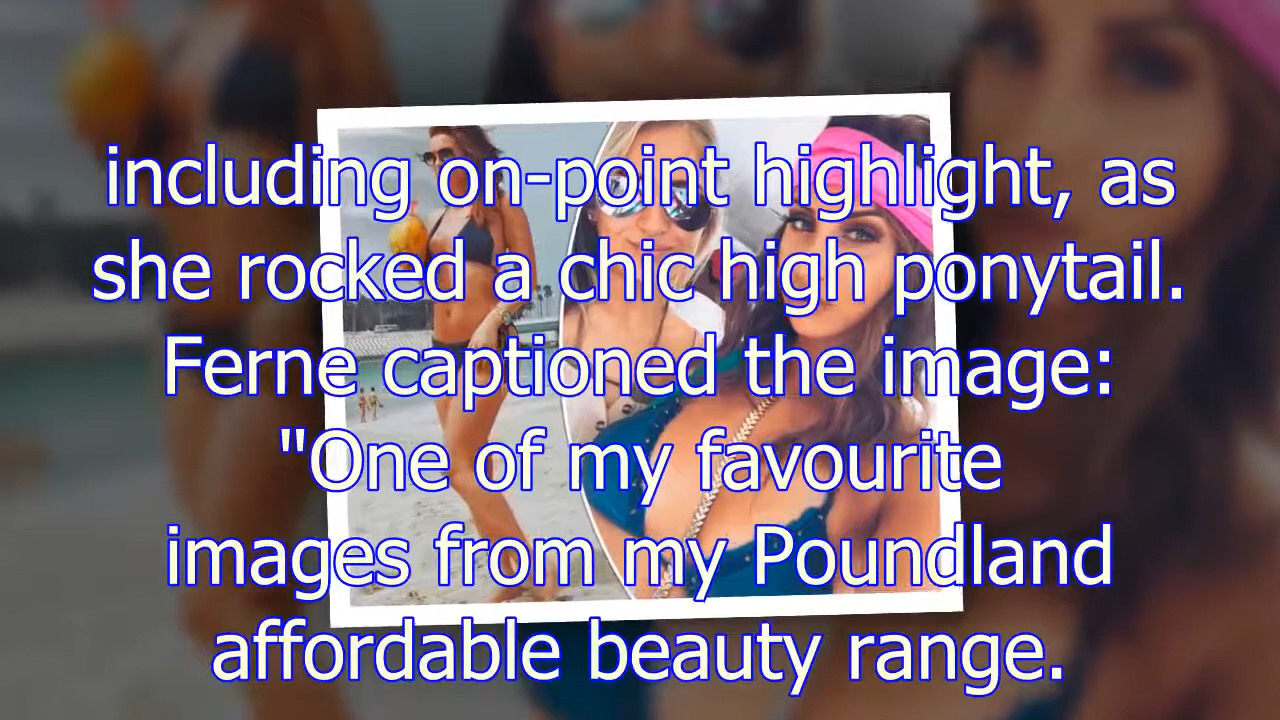 including on-point highlight, as
she rocked a chic high ponytail.
Ferne captioned the image:
"One of my favourite
images from my Poundland
affordable beauty range.